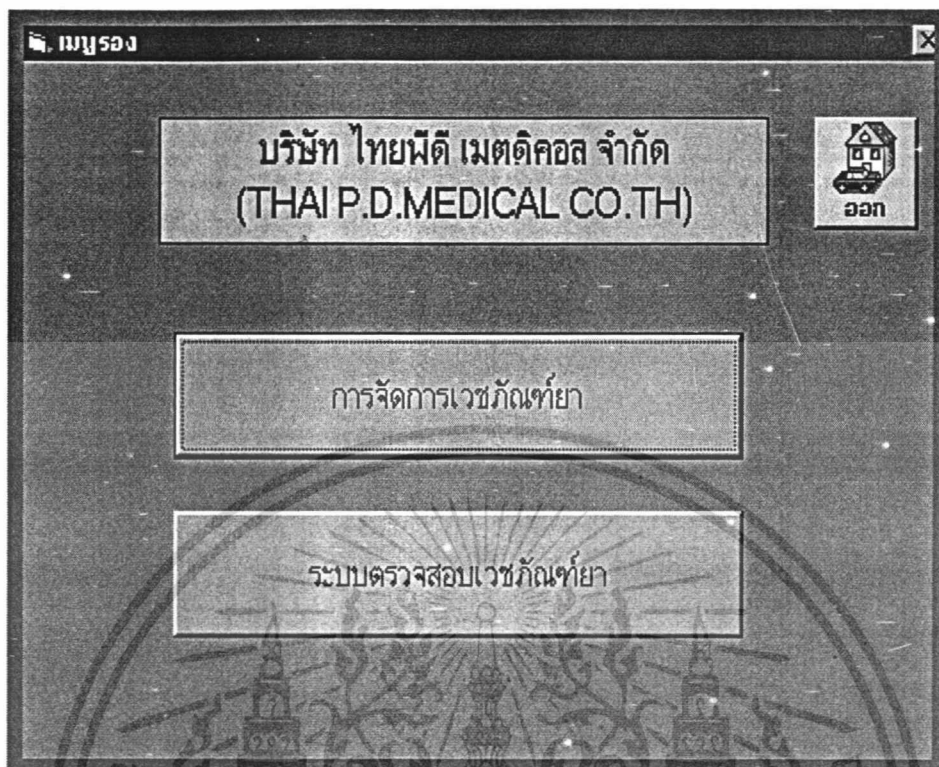 เมนูรอง
บริษัท ไทยพีดี เมตดิคอล จำกัด
(THAI P.D.MEDICAL CO.TH)
ออก
การจัดการเวชภัณฑ์ยา
ระบบตรวจสอบเวชภัณฑ์ยา